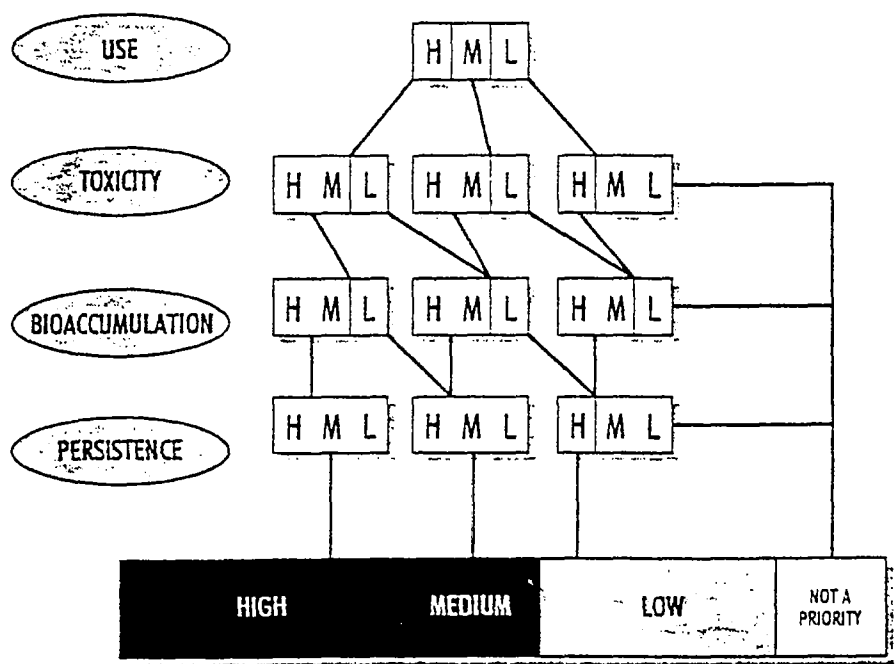 USE
H M L
TOXICITY
H M L H M L H M L
BIOACCUMULATION
H M L H M L H M L
PERSISTENCE
H M L H M L H M L
HIGH MEDIUM LOW NOT A
PRIORITY